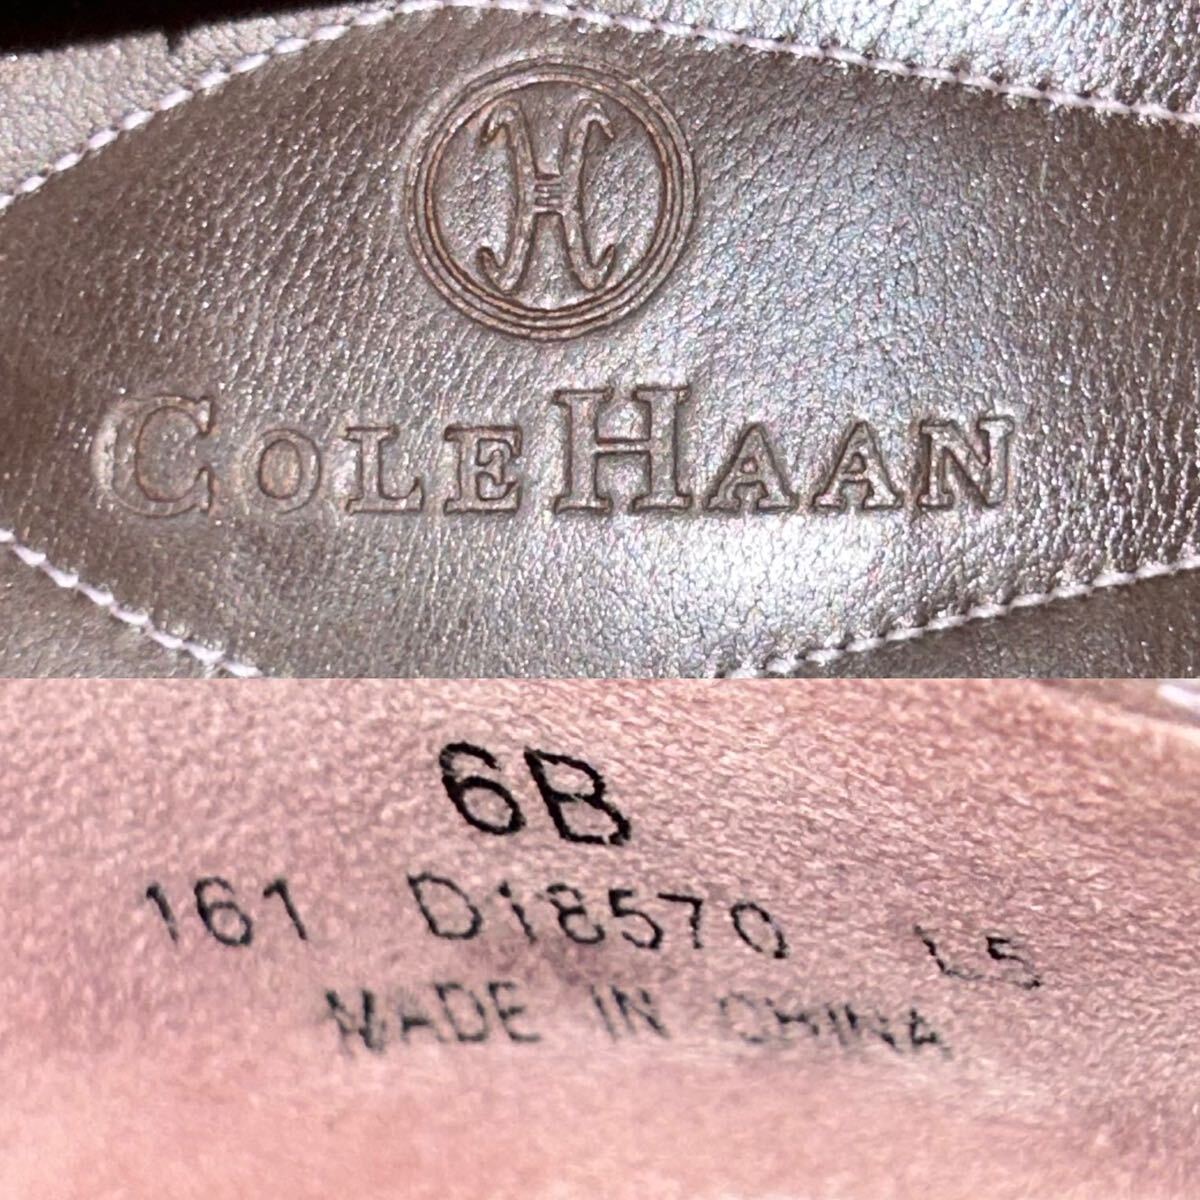 H
COLE HAAN
6B
161 D18570 L5
MADE IN CHINA